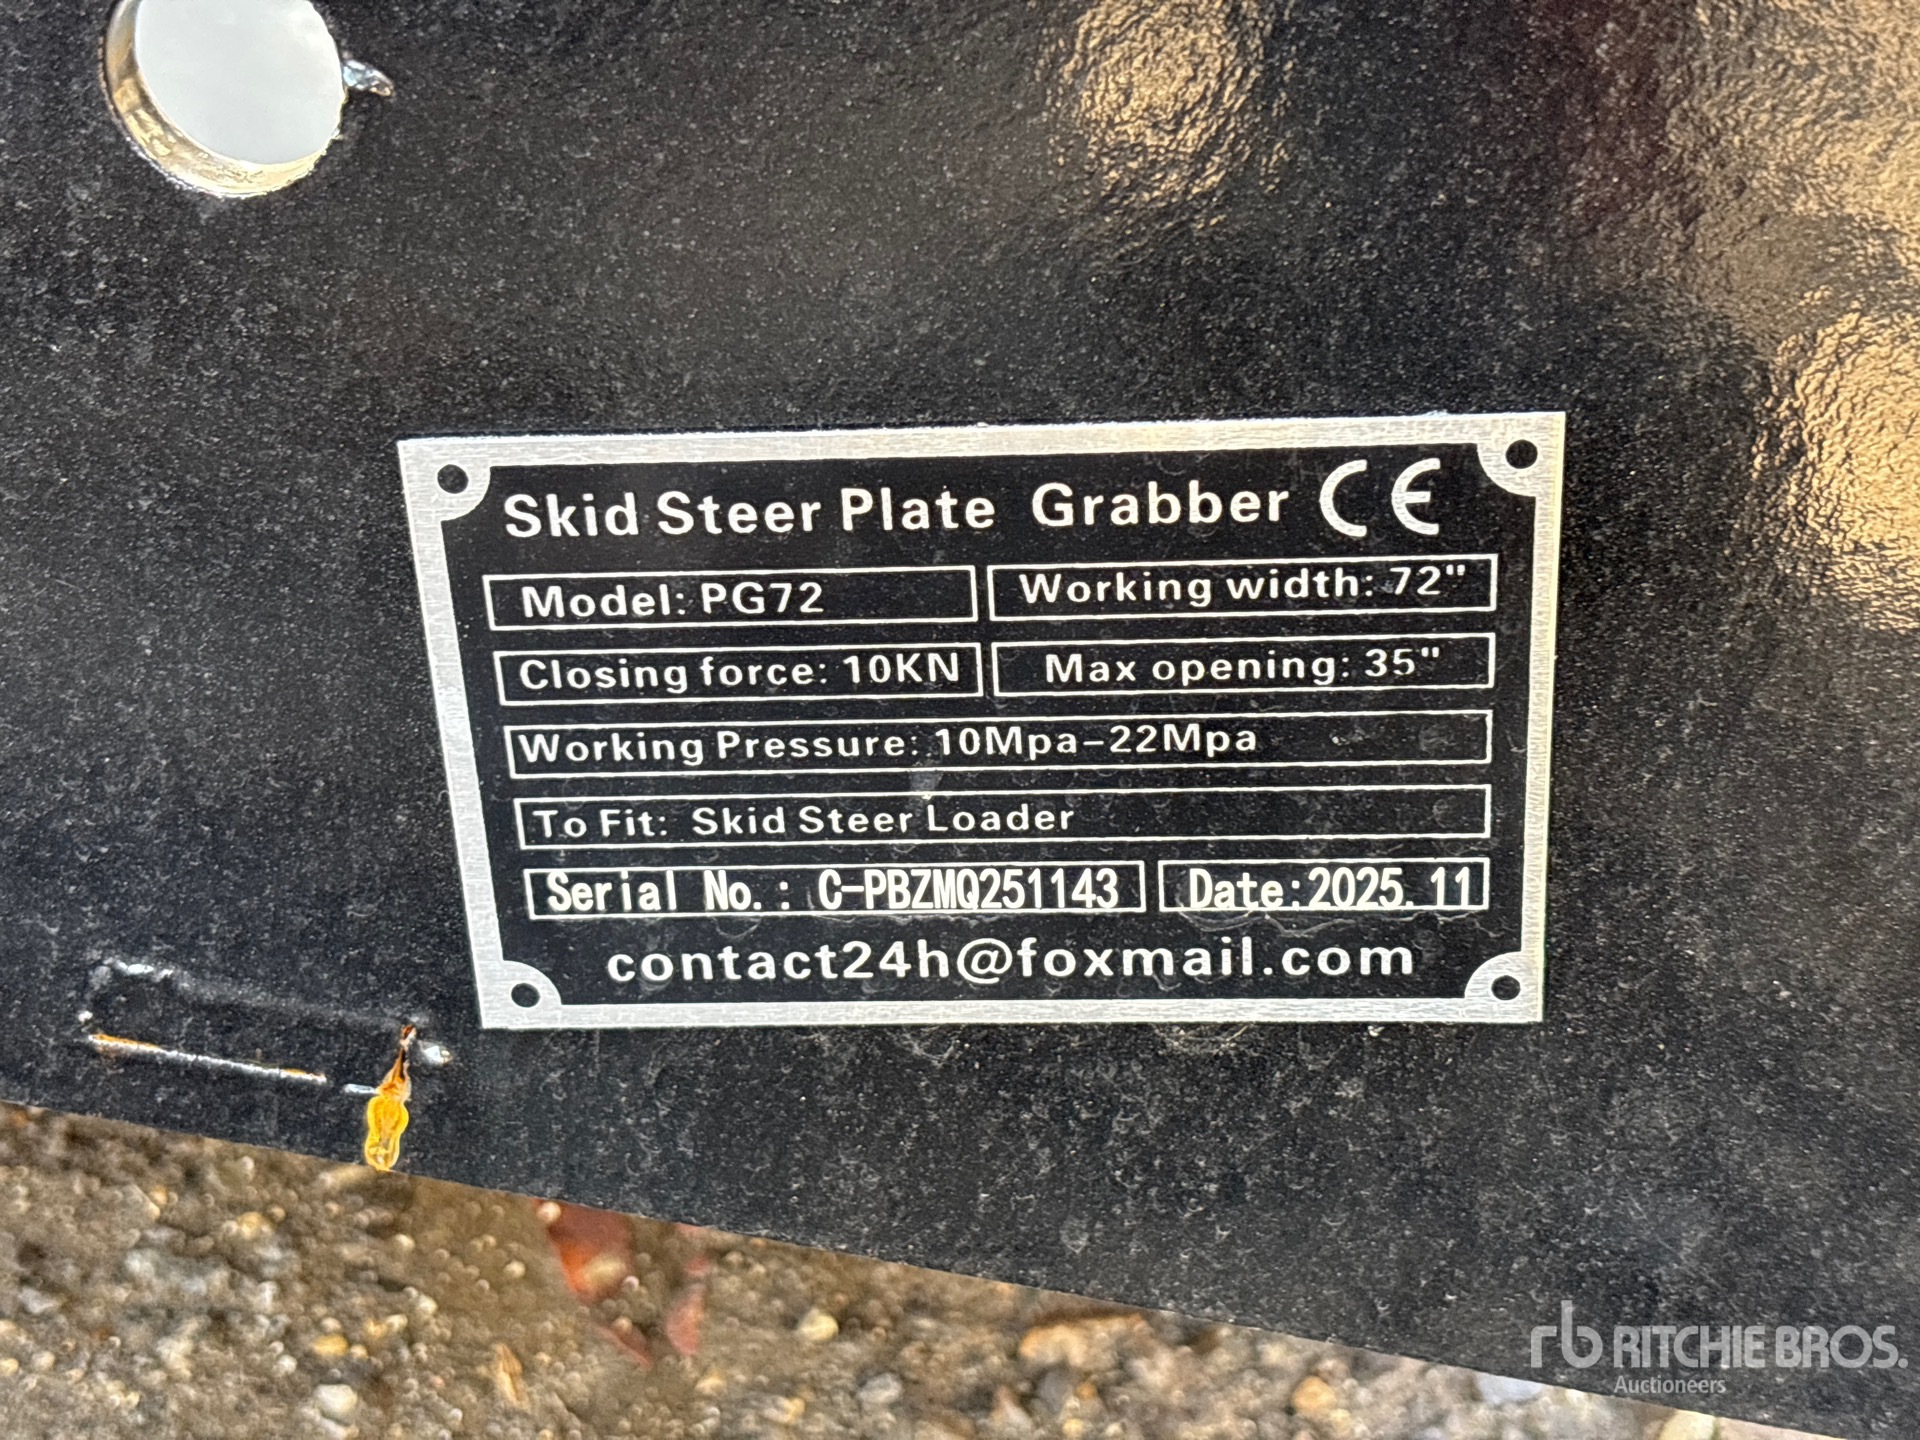 Skid Steer Plate Grabber CE
Model: PG72
Working width: 72"
Closing force: 10KN
Max opening: 35"
Working Pressure: 10Mpa-22Mpa
To Fit: Skid Steer Loader
Serial No.: C-PBZMQ251143
Date:2025.11
contact24h@foxmail.com
rb RITCHIE BROS.
Auctioneers